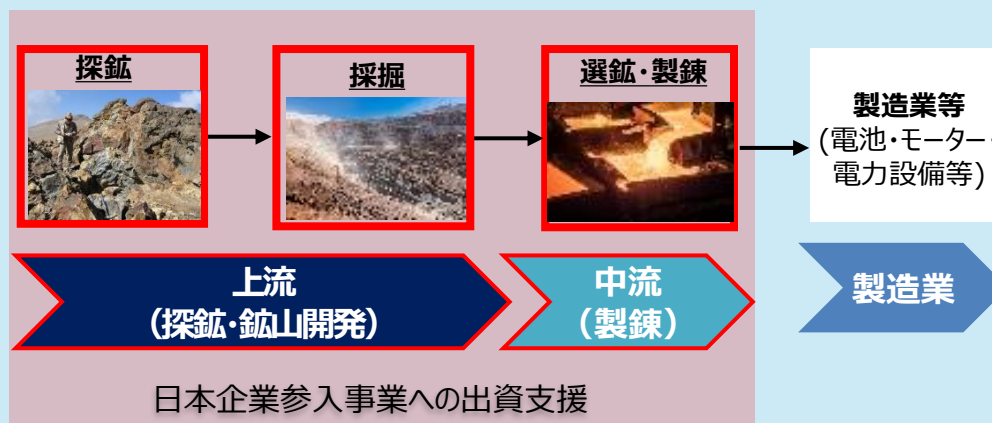 探鉱
採掘
選鉱・製錬
製造業等
(電池・モーター・
電力設備等)
上流
(探鉱・鉱山開発)
中流
(製錬)
製造業
日本企業参入事業への出資支援